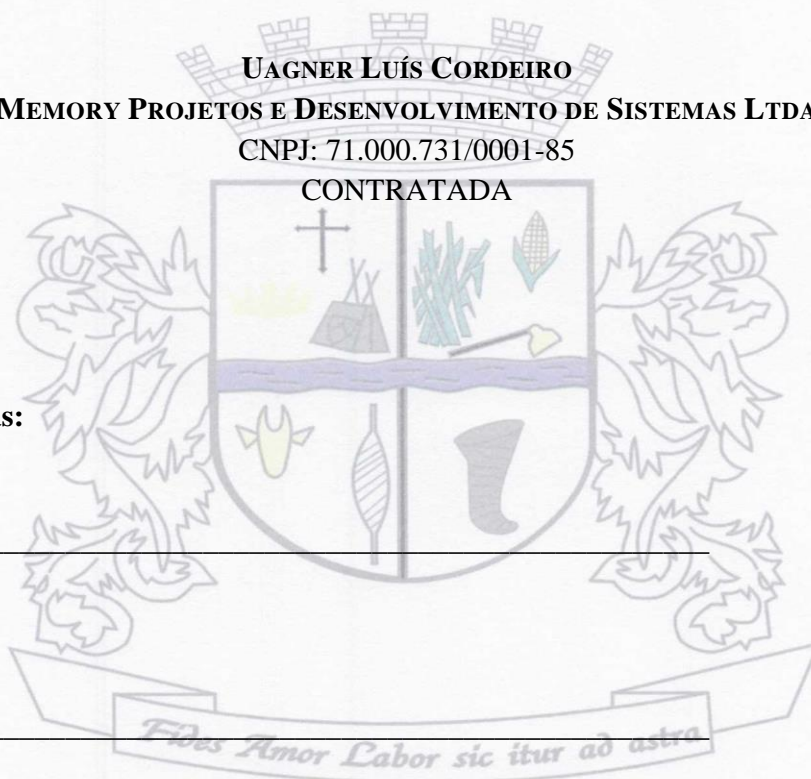 UAGNER LUÍS CORDEIRO
MEMORY PROJETOS E DESENVOLVIMENTO DE SISTEMAS LTDA
CNPJ: 71.000.731/0001-85
CONTRATADA
s:
Fides Amor Labor sic itur ad astra